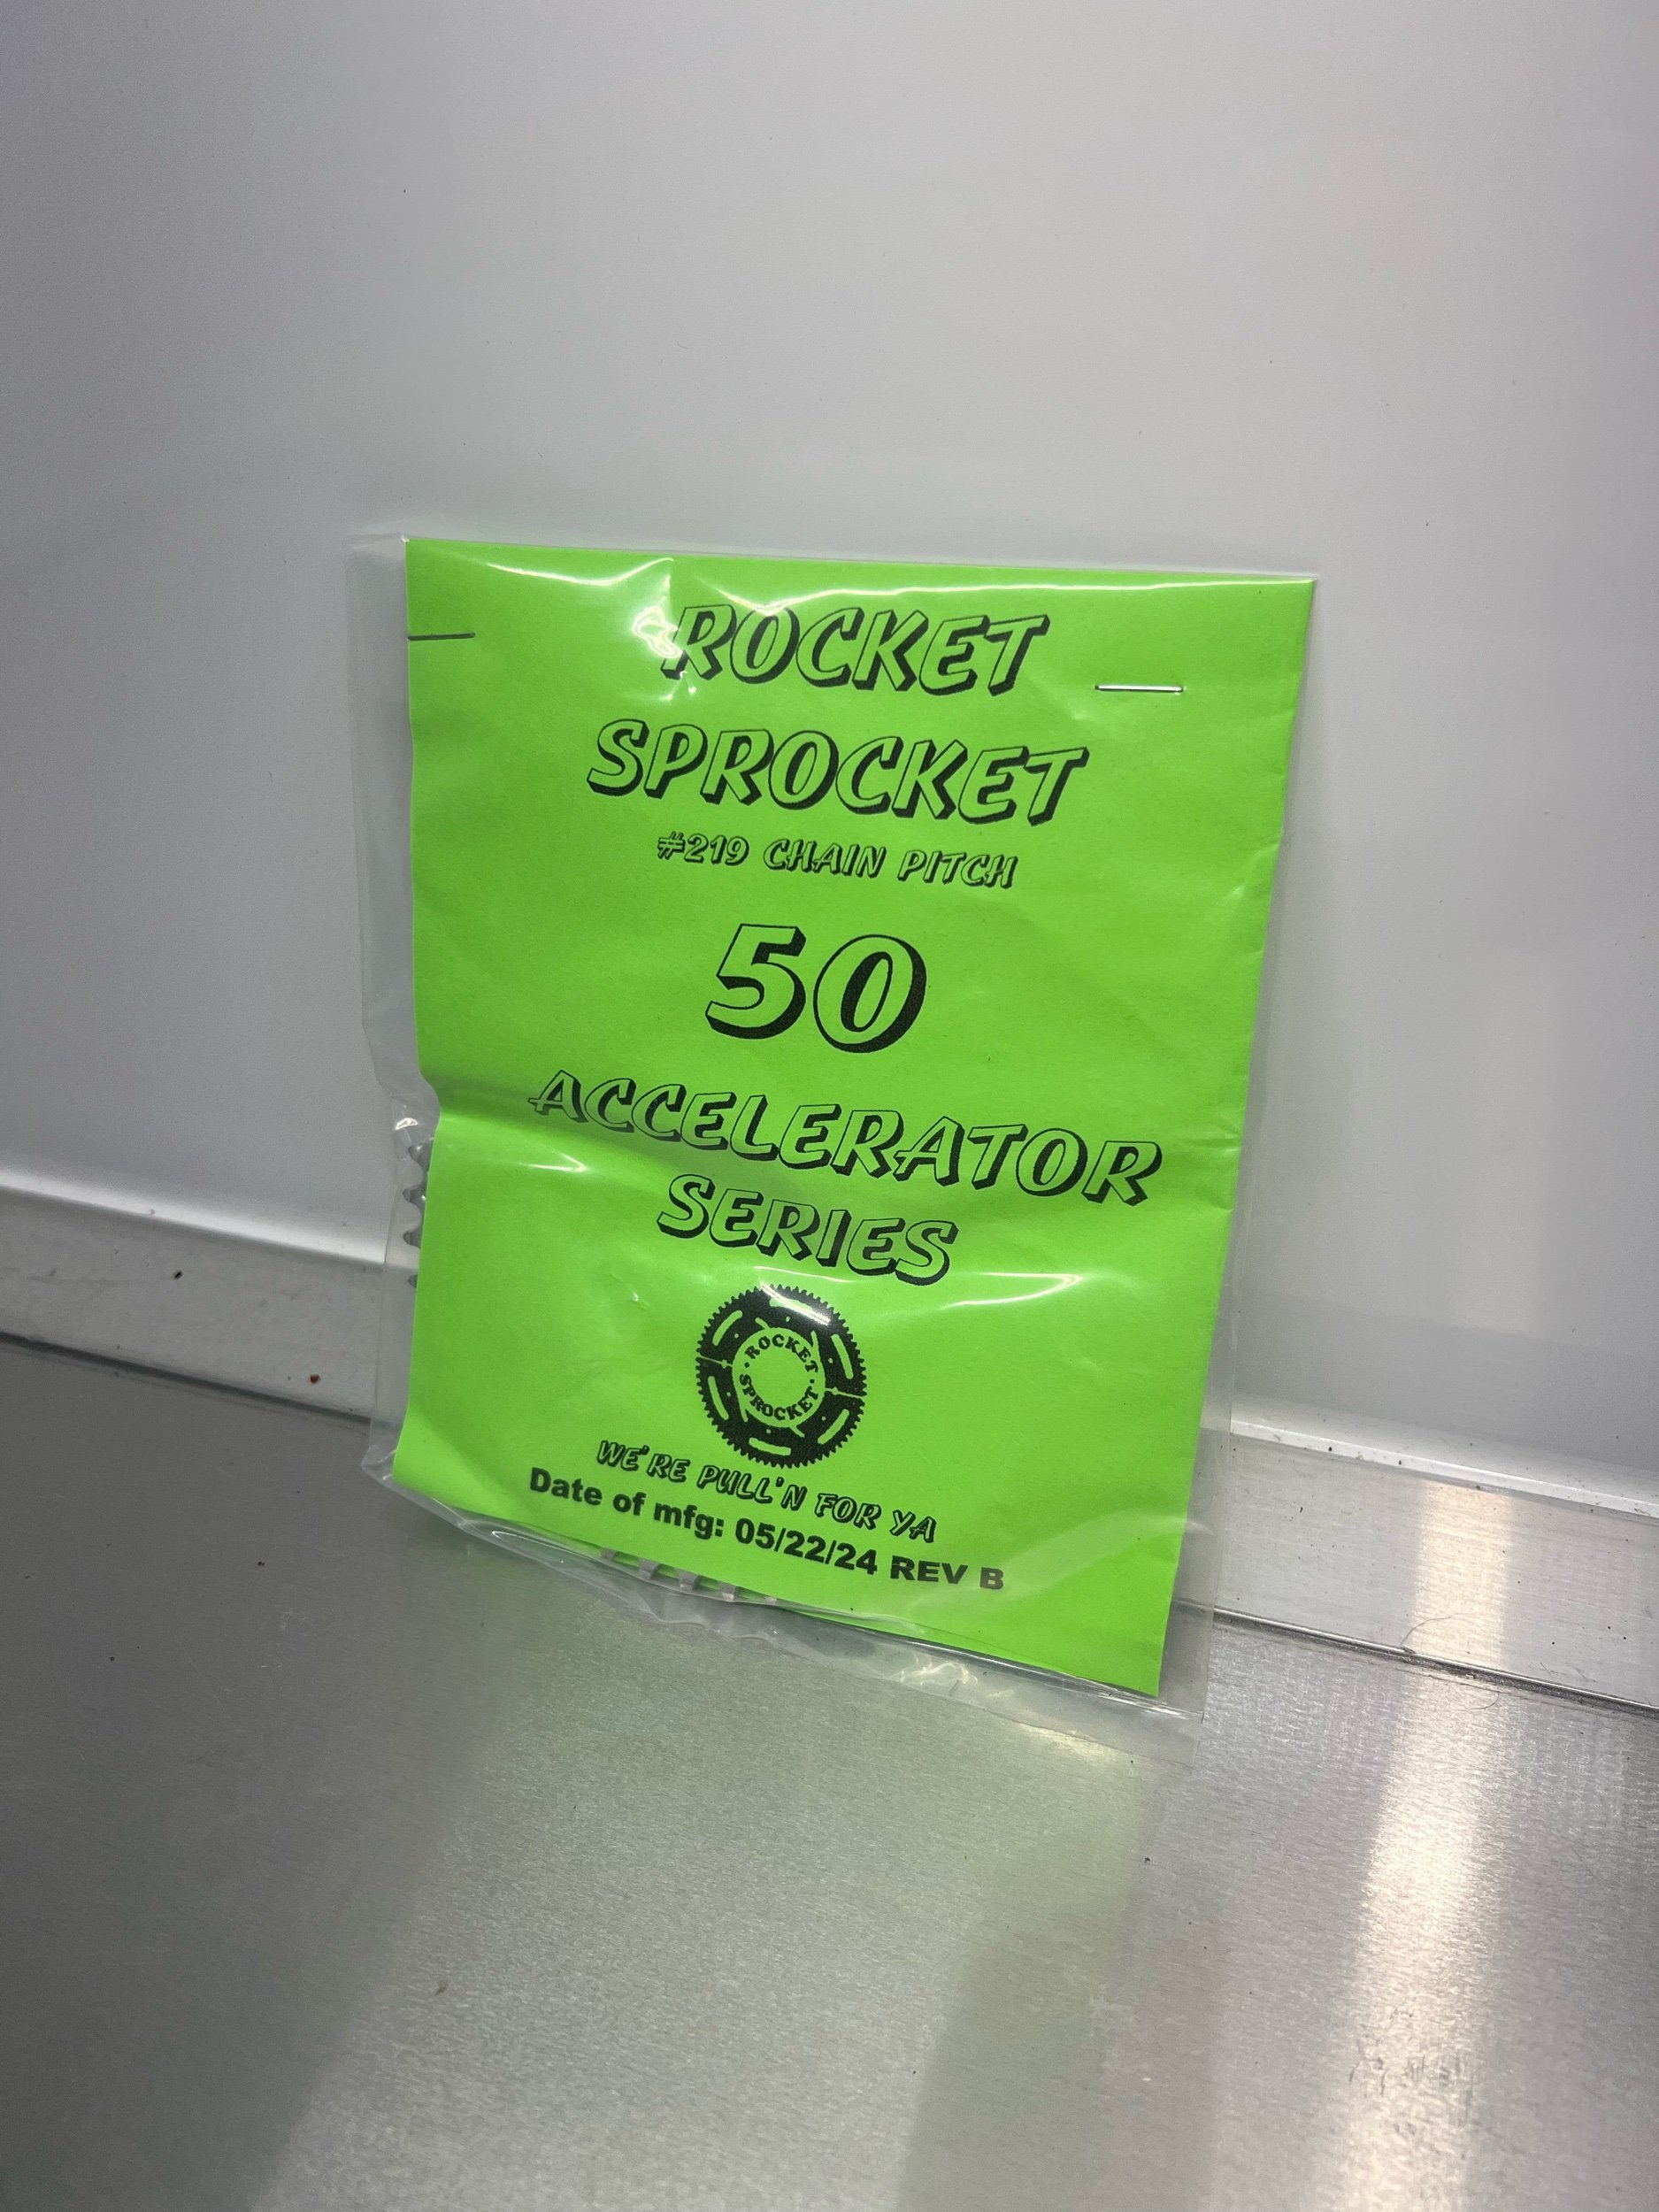 ROCKET
SPROCKET
#219 CHAIN PITCH
50
ACCELERATOR
SERIES
ROCKET
SPROCKET
WE'RE PULL'N FOR YA
Date of mfg: 05/22/24 REV B